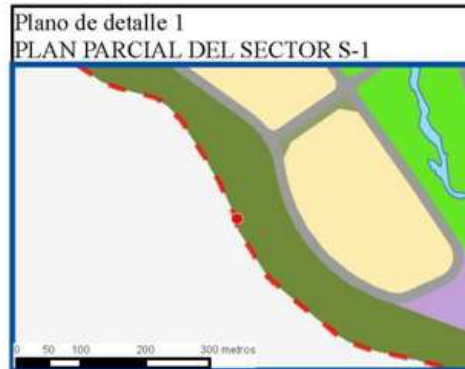 Plano de detalle 1
PLAN PARCIAL DEL SECTOR S-1
0 50 100 200 300 metros